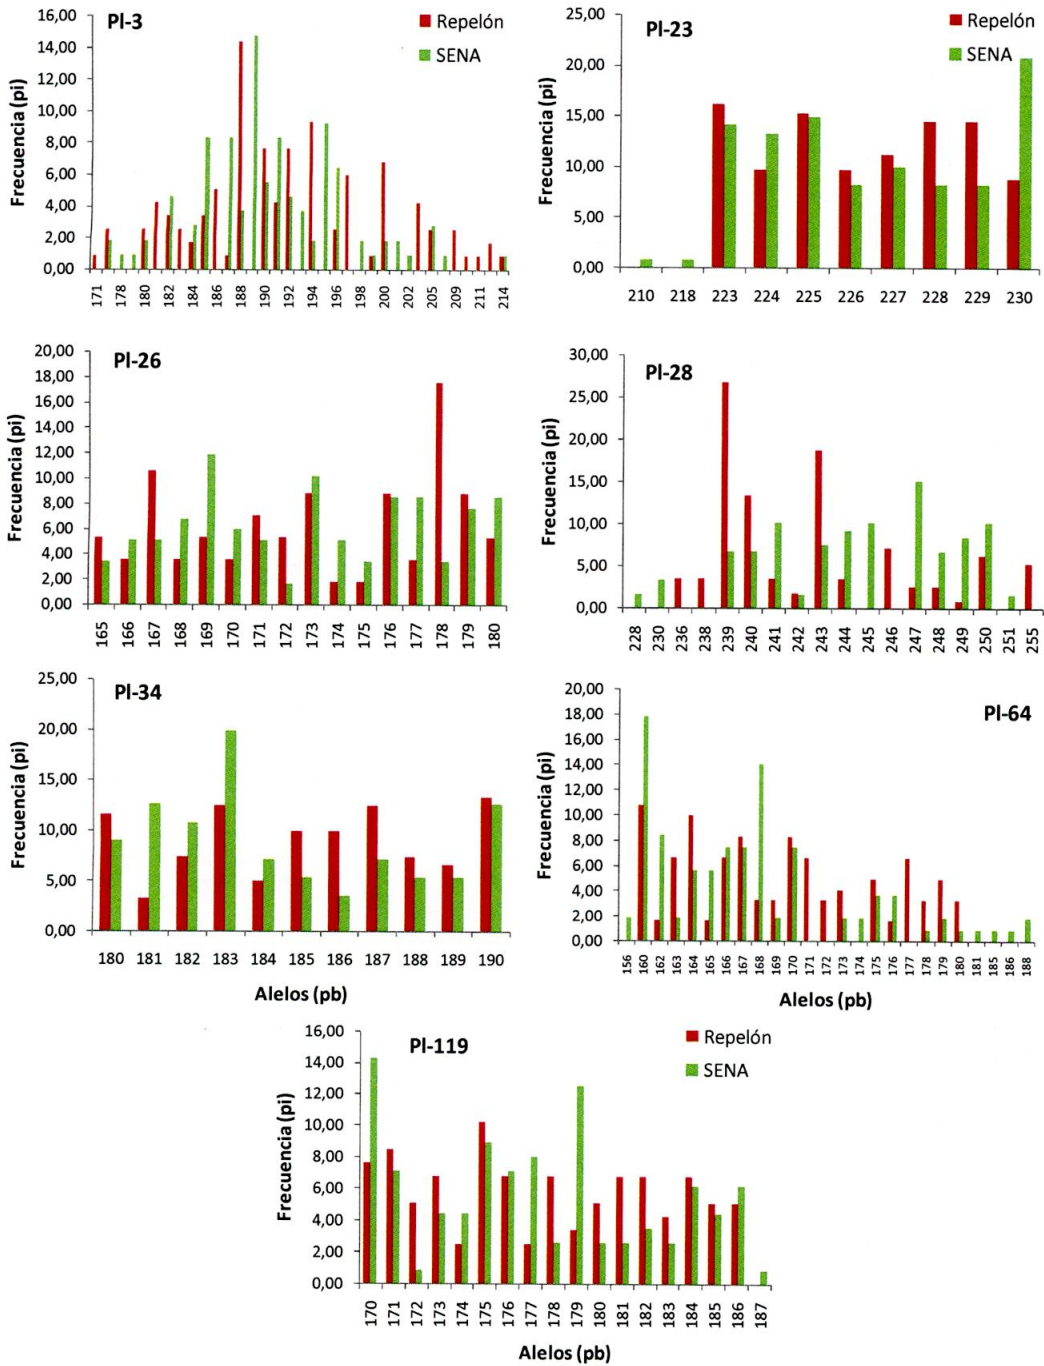 Pl-3
Repelón
SENA
Frecuencia (pi)
16,00
14,00
12,00
10,00
8,00
6,00
4,00
2,00
0,00
171 178 180 182 184 186 188 190 192 194 196 198 200 202 205 209 211 214
Pl-23
Repelón
SENA
Frecuencia (pi)
25,00
20,00
15,00
10,00
5,00
0,00
210 218 223 224 225 226 227 228 229 230
Pl-26
Frecuencia (pi)
20,00
18,00
16,00
14,00
12,00
10,00
8,00
6,00
4,00
2,00
0,00
165 166 167 168 169 170 171 172 173 174 175 176 177 178 179 180
Pl-28
Frecuencia (pi)
30,00
25,00
20,00
15,00
10,00
5,00
0,00
228 230 236 238 239 240 241 242 243 244 245 246 247 248 249 250 251 255
Pl-34
Frecuencia (pi)
25,00
20,00
15,00
10,00
5,00
0,00
180 181 182 183 184 185 186 187 188 189 190
Alelos (pb)
Pl-64
Frecuencia (pi)
20,00
18,00
16,00
14,00
12,00
10,00
8,00
6,00
4,00
2,00
0,00
156 160 162 163 164 165 166 167 168 169 170 171 172 173 174 175 176 177 178 179 180 181 185 186 188
Alelos (pb)
Pl-119
Repelón
SENA
Frecuencia (pi)
16,00
14,00
12,00
10,00
8,00
6,00
4,00
2,00
0,00
170 171 172 173 174 175 176 177 178 179 180 181 182 183 184 185 186 187
Alelos (pb)